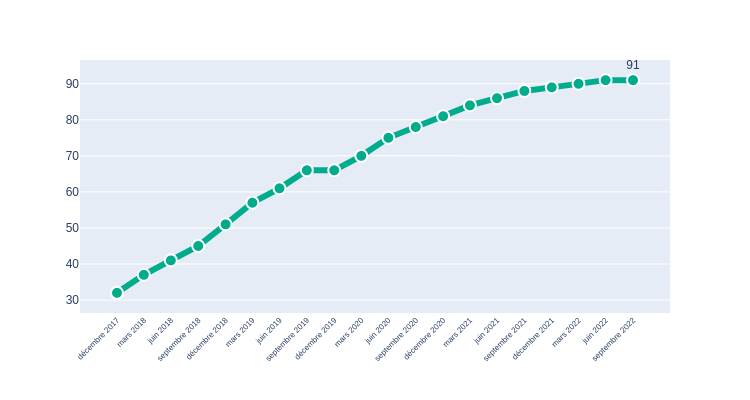 91
90
80
70
60
50
40
30
décembre 2017
mars 2018
juin 2018
septembre 2018
décembre 2018
mars 2019
juin 2019
septembre 2019
décembre 2019
mars 2020
juin 2020
septembre 2020
décembre 2020
mars 2021
juin 2021
septembre 2021
décembre 2021
mars 2022
juin 2022
septembre 2022